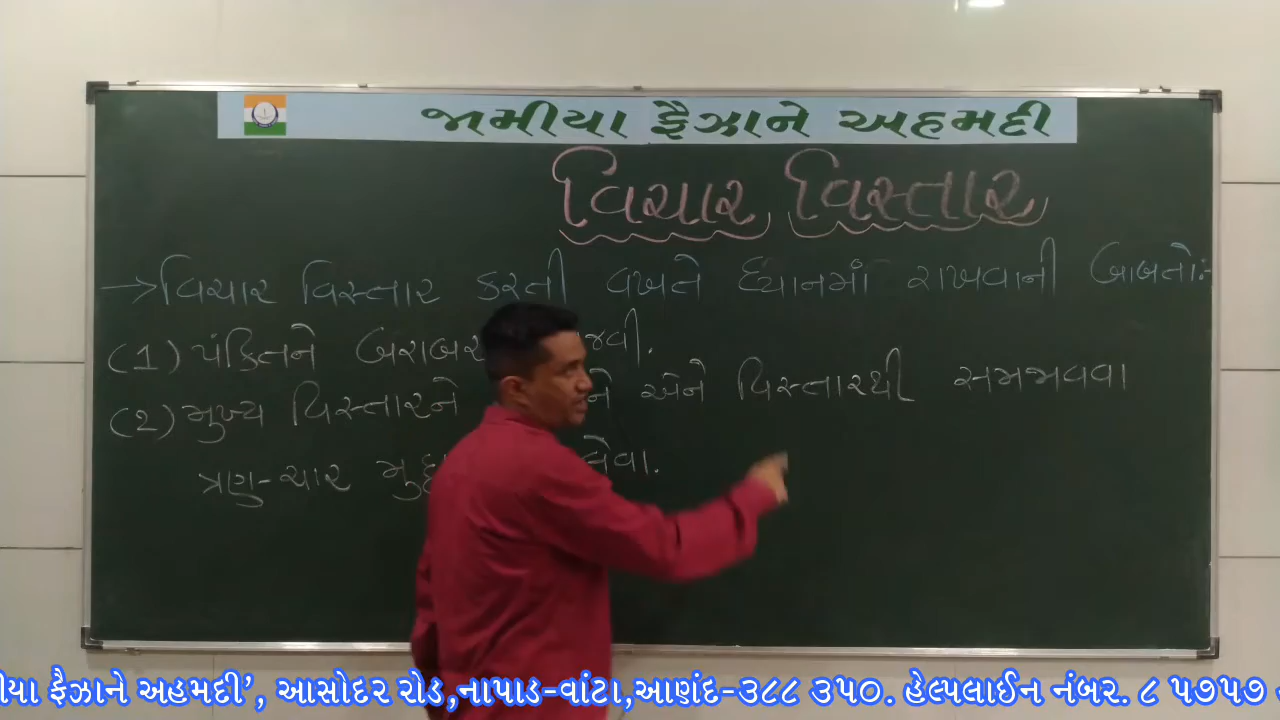 જામીયા ફૈઝાને અહમદી
વિચાર વિસ્તાર
→વિચાર વિસ્તાર કરતી વખતે ધ્યાનમાં રાખવાની બાબતો:-
(1) પંકિતને બરાબર
(2) મુખ્ય વિસ્તારને એને વિસ્તારથી સમજાવવા
ત્રણ-ચાર લેવા.
ફૈઝાને અહમદી', આસોદર રોડ,નાપાડ-વાંટા,આણંદ-૩૮૮ ૩૫૦. હેલ્પલાઈન નંબર. ૮ ૫૭૫૭